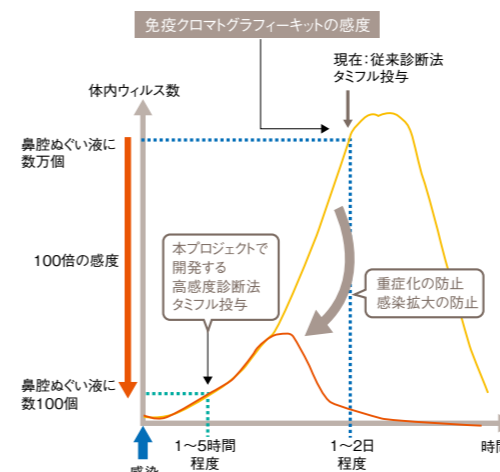 免疫クロマトグラフィーキットの感度
現在：従来診断法
タミフル投与
体内ウィルス数
鼻腔ぬぐい液に
数万個
100倍の感度
本プロジェクトで
開発する
高感度診断法
タミフル投与
重症化の防止
感染拡大の防止
鼻腔ぬぐい液に
数100個
1〜5時間
程度
1〜2日
程度
時間
感染